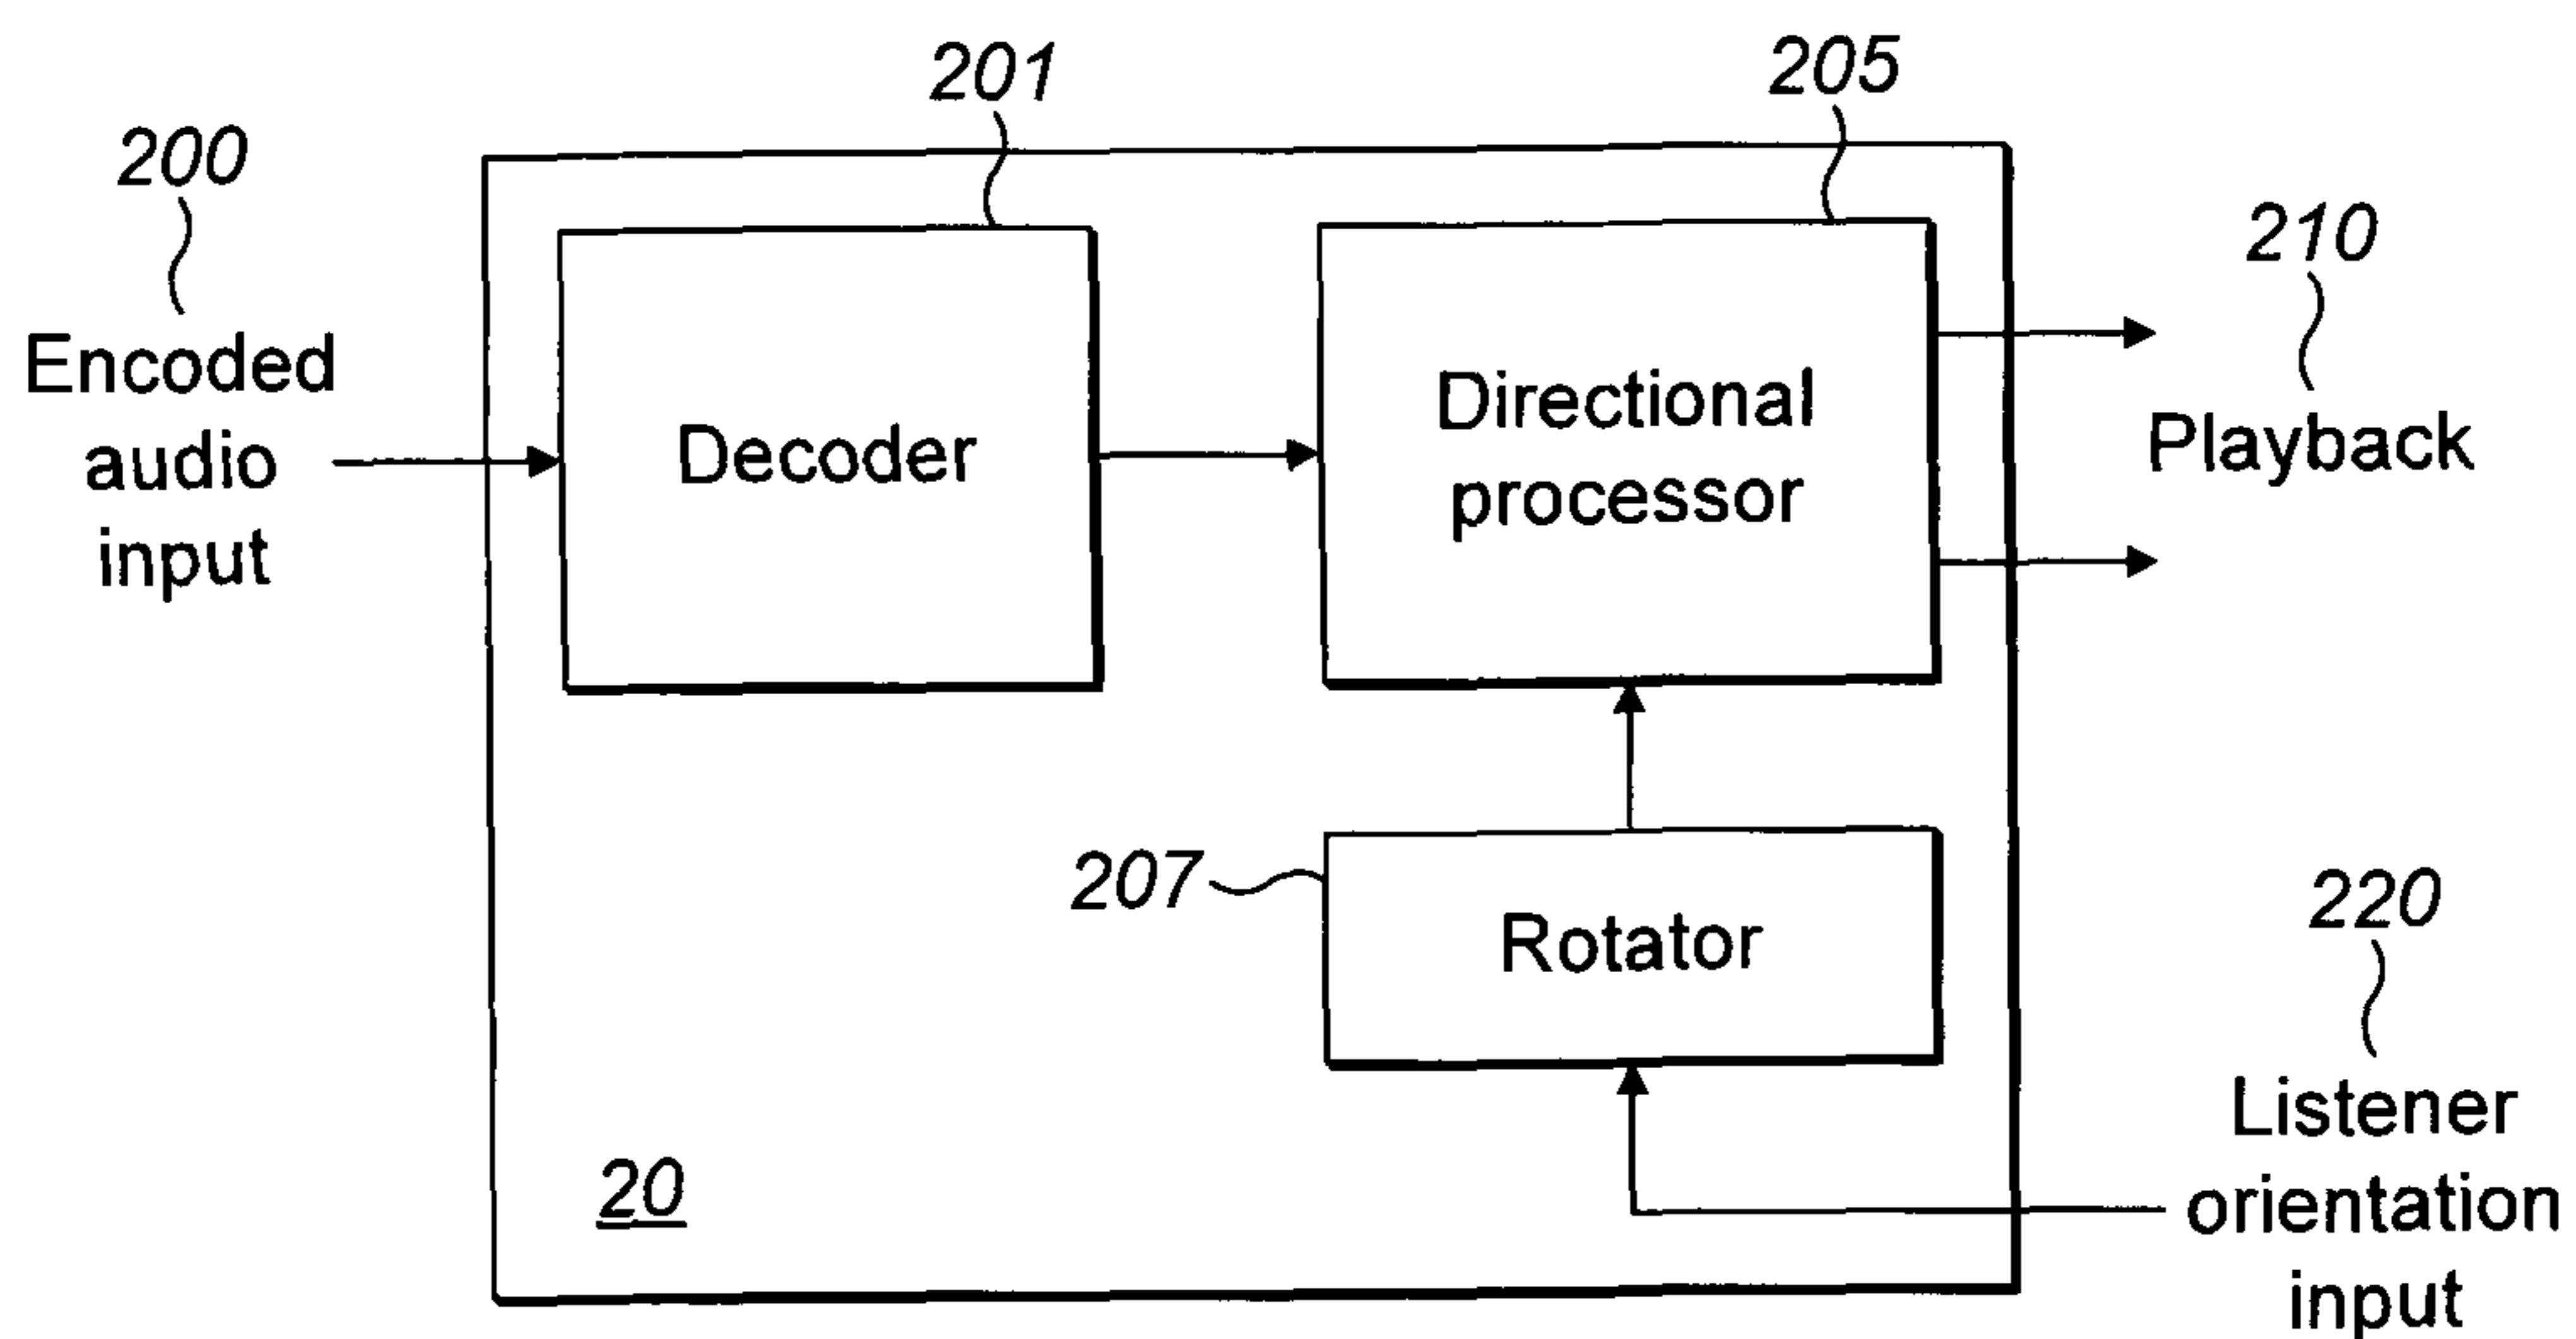 200
Encoded
audio
input
201
Decoder
205
Directional
processor
210
Playback
207
Rotator
220
Listener
orientation
input
20